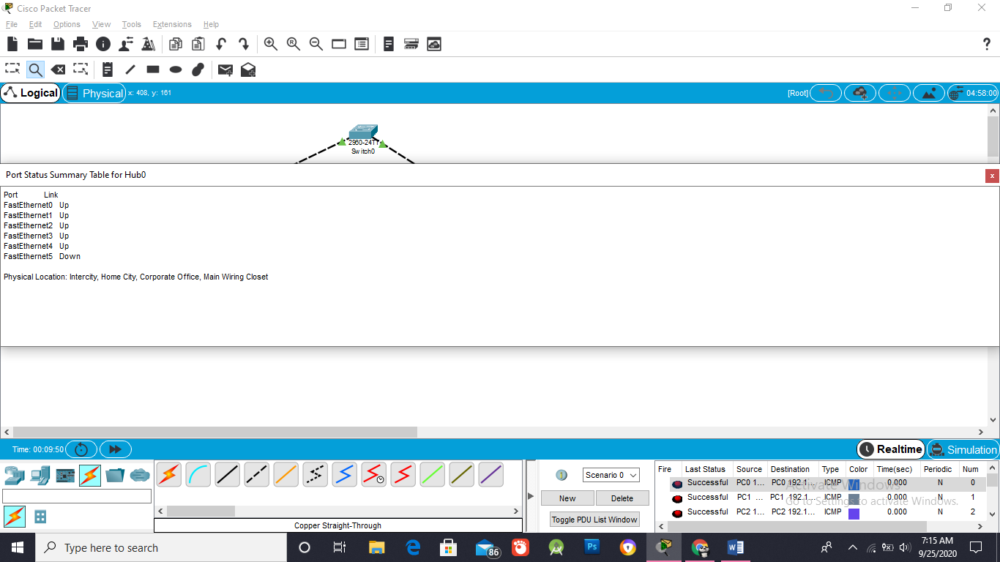 Cisco Packet Tracer
File Edit Options View Tools Extensions Help
?
Logical Physical x: 408, y: 161 [Root] 04:58:00
2960-24TT
Switch0
Port Status Summary Table for Hub0
x
Port Link
FastEthernet0 Up
FastEthernet1 Up
FastEthernet2 Up
FastEthernet3 Up
FastEthernet4 Up
FastEthernet5 Down
Physical Location: Intercity, Home City, Corporate Office, Main Wiring Closet
Time: 00:09:50 Realtime Simulation
Scenario 0
New Delete
Toggle PDU List Window
Copper Straight-Through
Fire Last Status Source Destination Type Color Time(sec) Periodic Num
Successful PC0 1... PC0 192.1... ICMP 0.000 N 0
Successful PC1 ... PC1 192.1... ICMP 0.000 N 1
Successful PC2 1... PC2 192.1... ICMP 0.000 N 2
Activate Windows
Go to Settings to activate Windows.
Type here to search
86
Ps
W
7:15 AM
9/25/2020